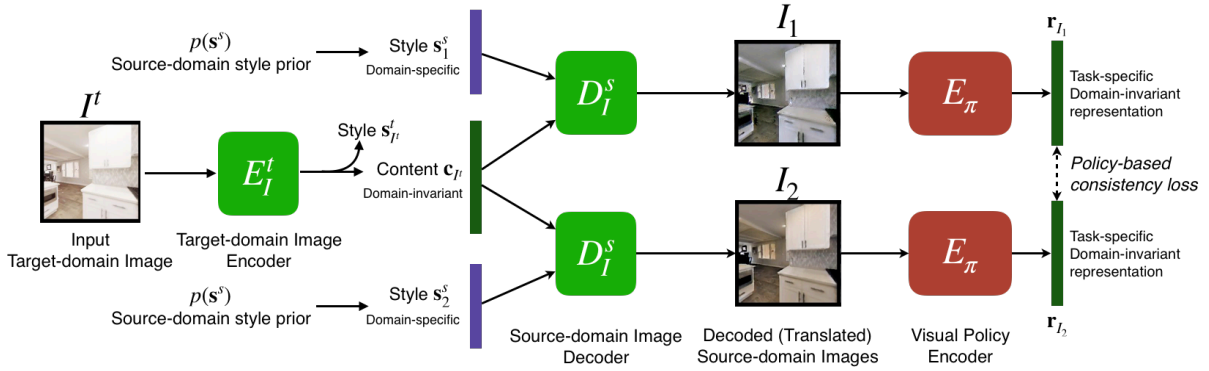 p(s^s)
Source-domain style prior
Style s_1^s
Domain-specific
I^t
Input
Target-domain Image
E_I^t
Target-domain Image
Encoder
Style s_{I^t}^t
Content c_{I^t}
Domain-invariant
p(s^s)
Source-domain style prior
Style s_2^s
Domain-specific
D_I^s
D_I^s
Source-domain Image
Decoder
I_1
I_2
Decoded (Translated)
Source-domain Images
E_π
E_π
Visual Policy
Encoder
r_{I_1}
Task-specific
Domain-invariant
representation
Policy-based
consistency loss
Task-specific
Domain-invariant
representation
r_{I_2}